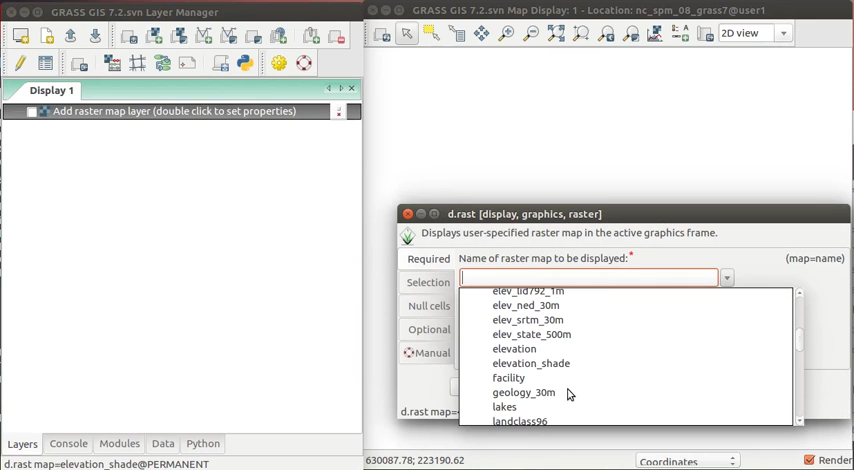 GRASS GIS 7.2.svn Layer Manager
Display 1
Add raster map layer (double click to set properties)
Layers
Console
Modules
Data
Python
d.rast map=elevation_shade@PERMANENT
GRASS GIS 7.2.svn Map Display: 1 - Location: nc_spm_08_grass7@user1
2D view
d.rast [display, graphics, raster]
Displays user-specified raster map in the active graphics frame.
Required
Name of raster map to be displayed:*
(map=name)
Selection
Null cells
Optional
Manual
elev_lid792_1m
elev_ned_30m
elev_srtm_30m
elev_state_500m
elevation
elevation_shade
facility
geology_30m
lakes
landclass96
d.rast map=
630087.78; 223190.62
Coordinates
Render